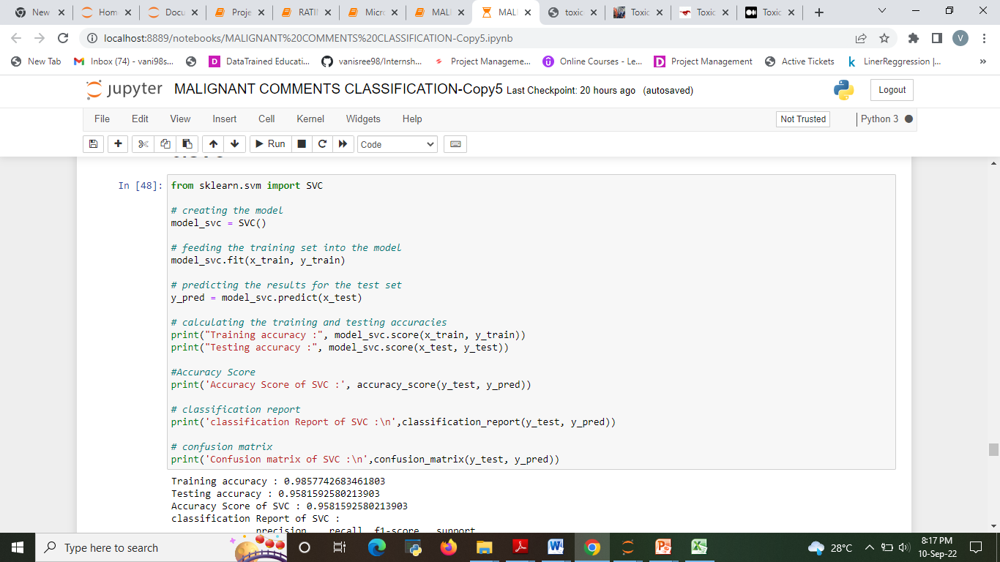 New
Hom
Docu
Proje
RATI
Micr
MALI
MALI
toxic
Toxic
Toxic
Toxic
localhost:8889/notebooks/MALIGNANT%20COMMENTS%20CLASSIFICATION-Copy5.ipynb
V
New Tab
Inbox (74) - vani98s...
DataTrained Educati...
vanisree98/Internsh...
Project Manageme...
Online Courses - Le...
Project Management
Active Tickets
LinerReggression |...
»
jupyter MALIGNANT COMMENTS CLASSIFICATION-Copy5 Last Checkpoint: 20 hours ago (autosaved)
Logout
File Edit View Insert Cell Kernel Widgets Help
Not Trusted
Python 3
Run
Code
In [48]:
from sklearn.svm import SVC
# creating the model
model_svc = SVC()
# feeding the training set into the model
model_svc.fit(x_train, y_train)
# predicting the results for the test set
y_pred = model_svc.predict(x_test)
# calculating the training and testing accuracies
print("Training accuracy :", model_svc.score(x_train, y_train))
print("Testing accuracy :", model_svc.score(x_test, y_test))
#Accuracy Score
print('Accuracy Score of SVC :', accuracy_score(y_test, y_pred))
# classification report
print('classification Report of SVC :\n',classification_report(y_test, y_pred))
# confusion matrix
print('Confusion matrix of SVC :\n',confusion_matrix(y_test, y_pred))
Training accuracy : 0.9857742683461803
Testing accuracy : 0.9581592580213903
Accuracy Score of SVC : 0.9581592580213903
classification Report of SVC :
precision recall f1-score support
Type here to search
28°C
8:17 PM
10-Sep-22